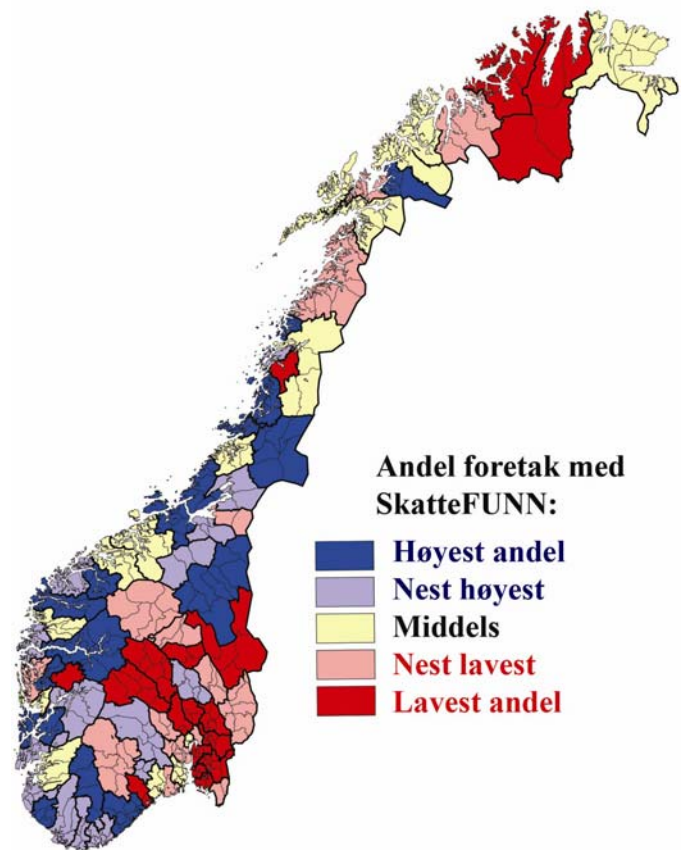 Andel foretak med
SkatteFUNN:
Høyest andel
Nest høyest
Middels
Nest lavest
Lavest andel